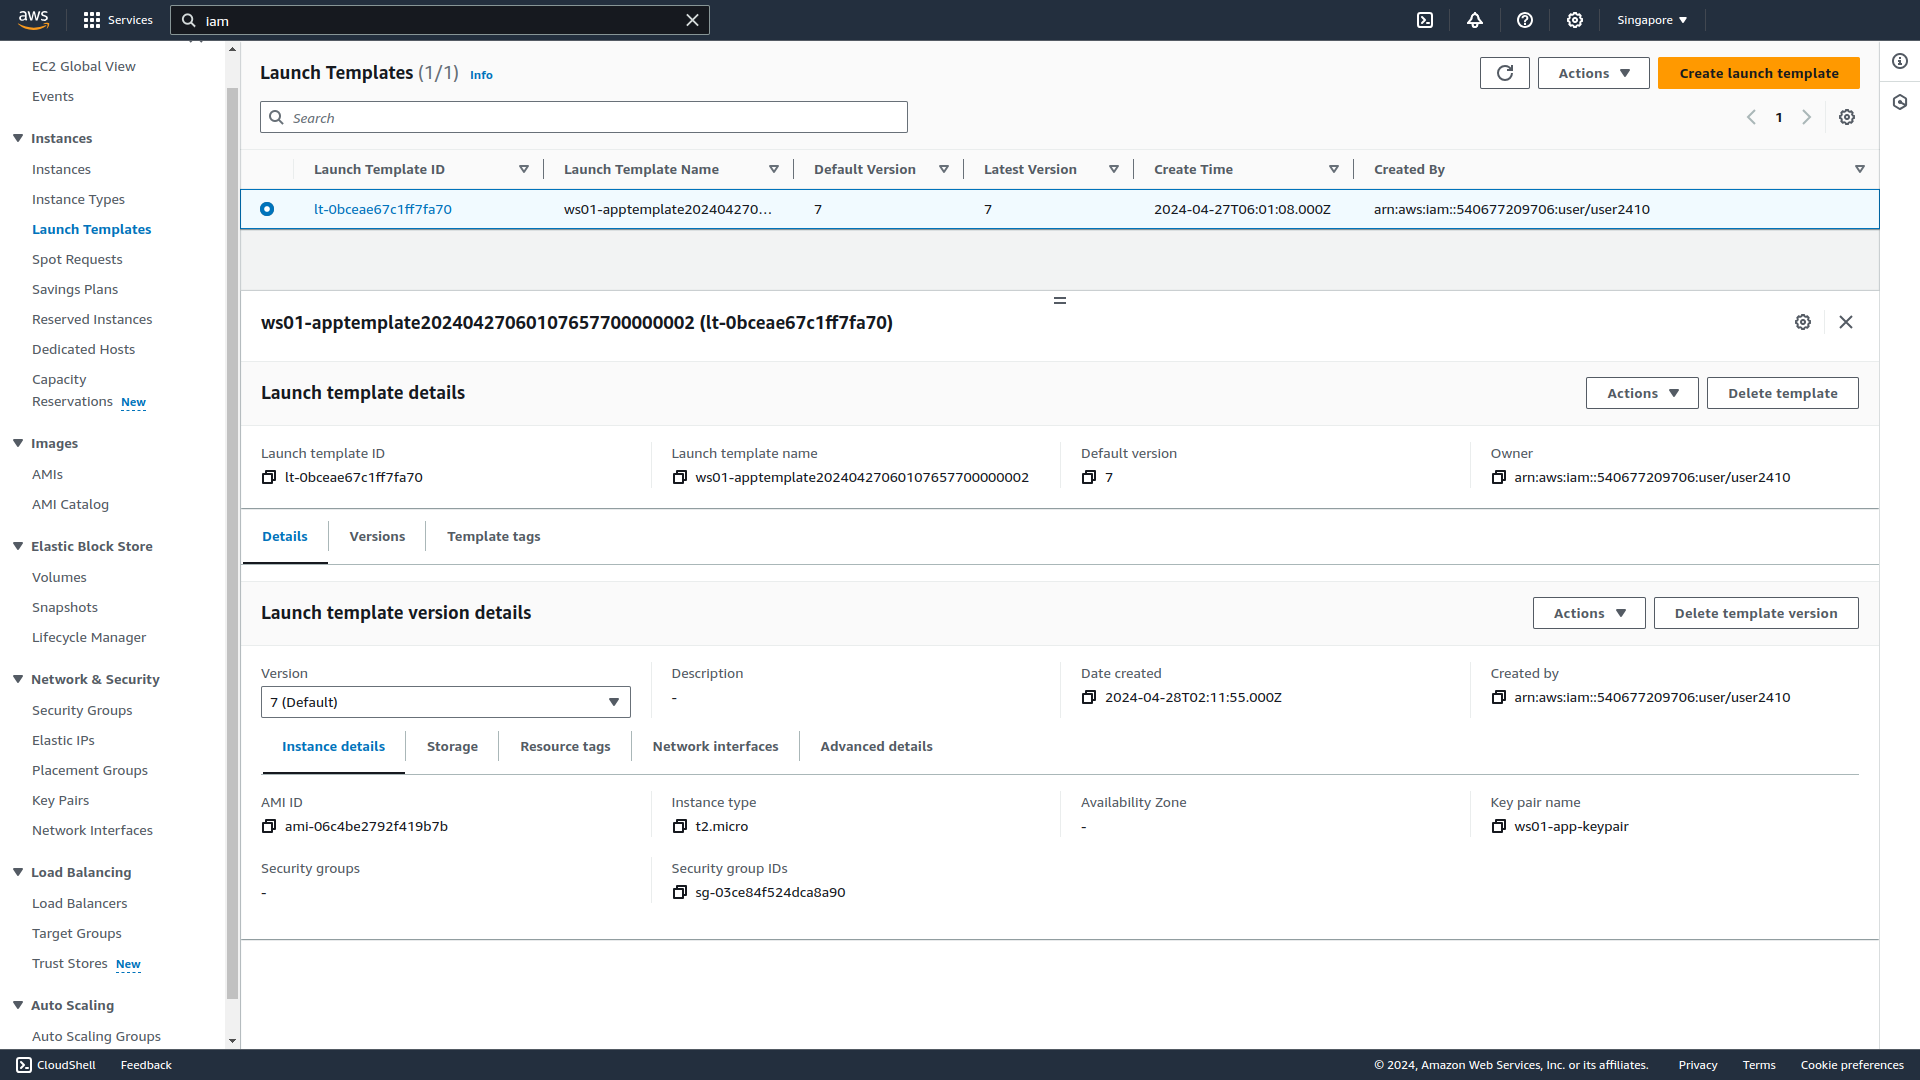 aws
Services
iam
Singapore
EC2 Global View
Events
Instances
Instances
Instance Types
Launch Templates
Spot Requests
Savings Plans
Reserved Instances
Dedicated Hosts
Capacity
Reservations New
Images
AMIs
AMI Catalog
Elastic Block Store
Volumes
Snapshots
Lifecycle Manager
Network & Security
Security Groups
Elastic IPs
Placement Groups
Key Pairs
Network Interfaces
Load Balancing
Load Balancers
Target Groups
Trust Stores New
Auto Scaling
Auto Scaling Groups
Launch Templates (1/1) Info
Actions
Create launch template
Search
1
Launch Template ID Launch Template Name Default Version Latest Version Create Time Created By
lt-0bceae67c1ff7fa70 ws01-apptemplate202404270... 7 7 2024-04-27T06:01:08.000Z arn:aws:iam::540677209706:user/user2410
ws01-apptemplate20240427060107657700000002 (lt-0bceae67c1ff7fa70)
Launch template details
Actions
Delete template
Launch template ID Launch template name Default version Owner
lt-0bceae67c1ff7fa70 ws01-apptemplate20240427060107657700000002 7 arn:aws:iam::540677209706:user/user2410
Details Versions Template tags
Launch template version details
Actions
Delete template version
Version Description Date created Created by
7 (Default) - 2024-04-28T02:11:55.000Z arn:aws:iam::540677209706:user/user2410
Instance details Storage Resource tags Network interfaces Advanced details
AMI ID Instance type Availability Zone Key pair name
ami-06c4be2792f419b7b t2.micro - ws01-app-keypair
Security groups Security group IDs
- sg-03ce84f524dca8a90
CloudShell Feedback © 2024, Amazon Web Services, Inc. or its affiliates. Privacy Terms Cookie preferences